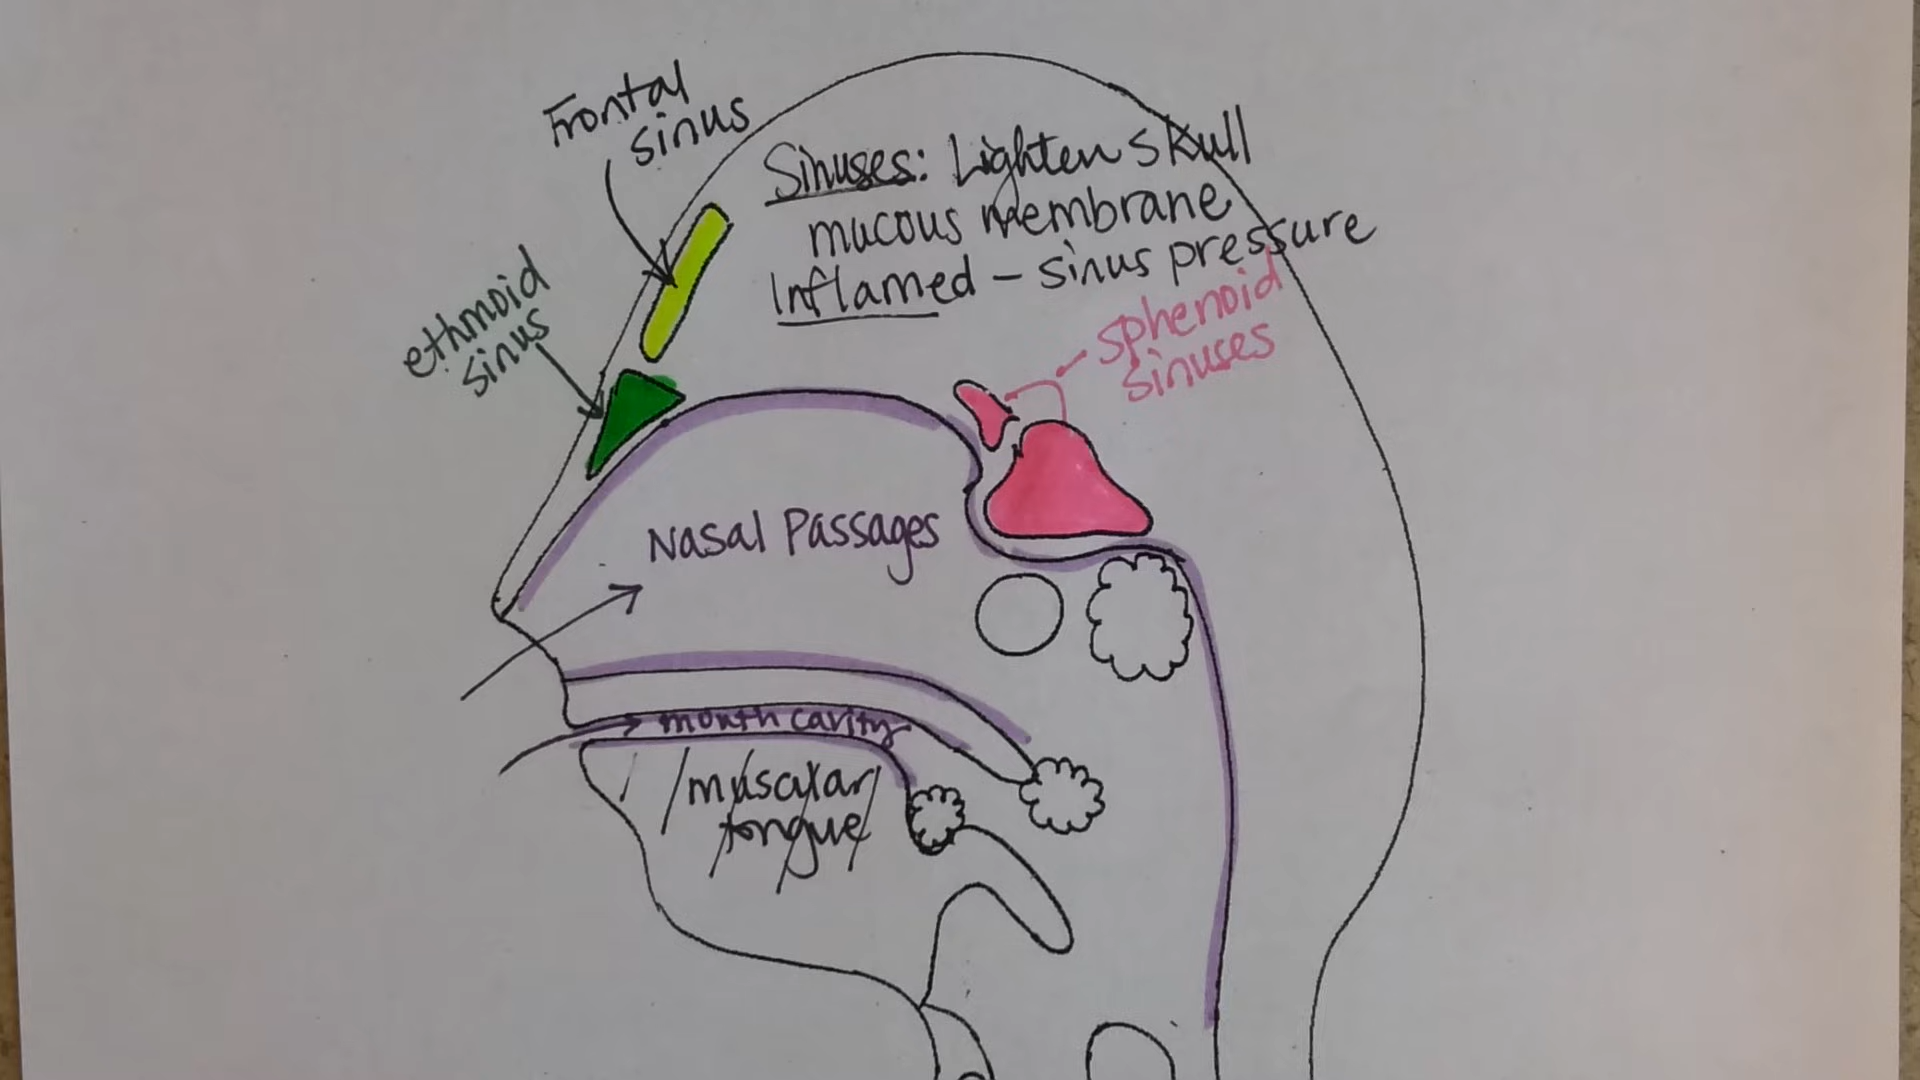 Frontal
sinus
Sinuses: Lighten skull
mucous membrane
Inflamed - sinus pressure
ethmoid
sinus
sphenoid
sinuses
Nasal Passages
mouth cavity
muscular
tongue